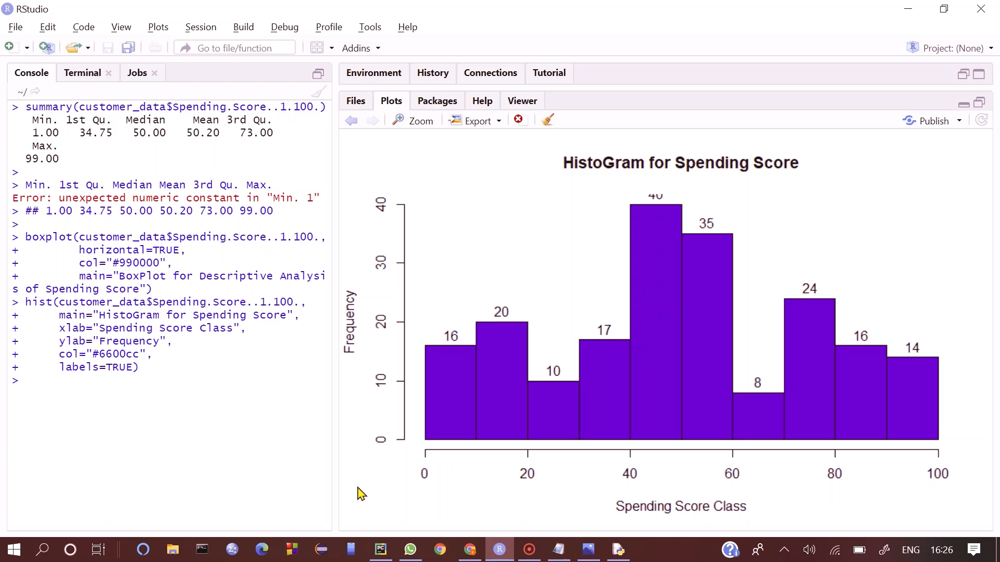 RStudio
File Edit Code View Plots Session Build Debug Profile Tools Help
Go to file/function Addins Project: (None)
Console Terminal Jobs
~/
> summary(customer_data$Spending.Score..1.100.)
Min. 1st Qu. Median Mean 3rd Qu.
1.00 34.75 50.00 50.20 73.00
Max.
99.00
>
> Min. 1st Qu. Median Mean 3rd Qu. Max.
Error: unexpected numeric constant in "Min. 1"
> ## 1.00 34.75 50.00 50.20 73.00 99.00
>
> boxplot(customer_data$Spending.Score..1.100.,
+ horizontal=TRUE,
+ col="#990000",
+ main="BoxPlot for Descriptive Analysi
s of Spending Score")
> hist(customer_data$Spending.Score..1.100.,
+ main="HistoGram for Spending Score",
+ xlab="Spending Score Class",
+ ylab="Frequency",
+ col="#6600cc",
+ labels=TRUE)
>
Environment History Connections Tutorial
Files Plots Packages Help Viewer
Zoom Export Publish
HistoGram for Spending Score
Frequency
40
30
20
10
0
16 20 10 17 40 35 8 24 16 14
0 20 40 60 80 100
Spending Score Class
PC
R
ENG 16:26